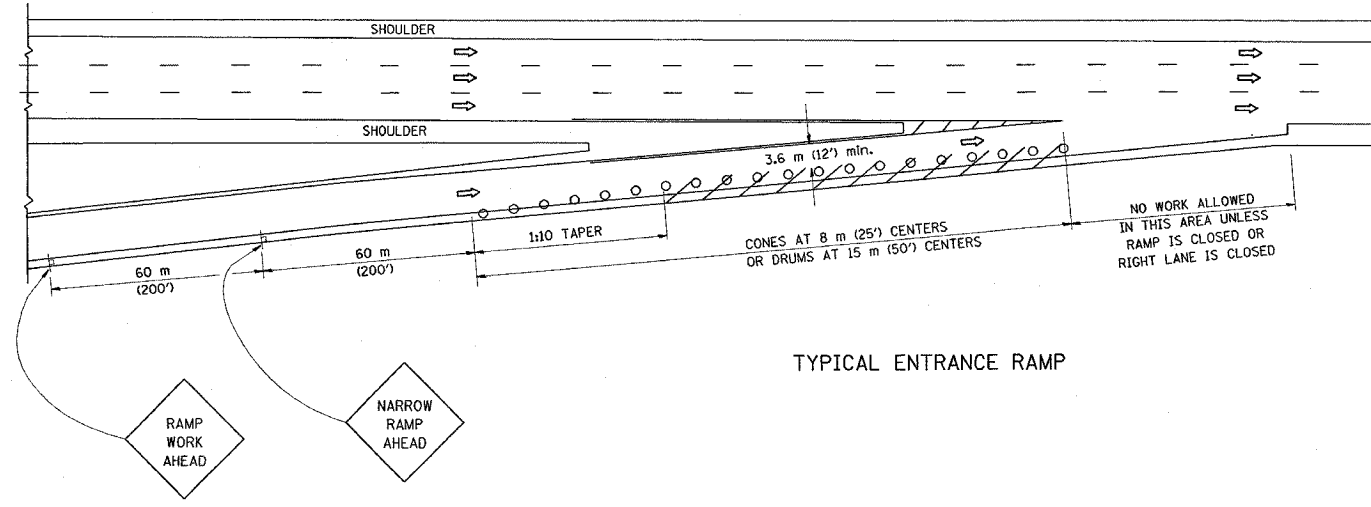 SHOULDER
SHOULDER
3.6 m (12') min.
1:10 TAPER
CONES AT 8 m (25') CENTERS
OR DRUMS AT 15 m (50') CENTERS
NO WORK ALLOWED
IN THIS AREA UNLESS
RAMP IS CLOSED OR
RIGHT LANE IS CLOSED
60 m
(200')
60 m
(200')
TYPICAL ENTRANCE RAMP
RAMP
WORK
AHEAD
NARROW
RAMP
AHEAD